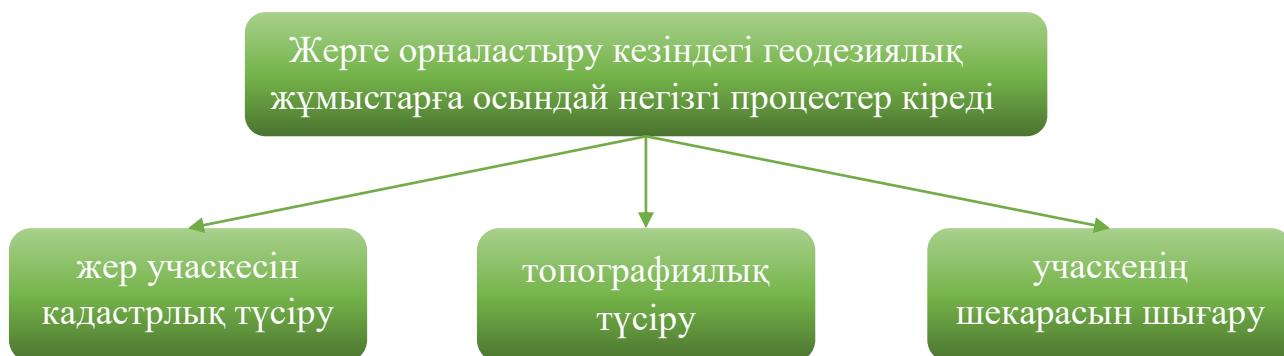 Жерге орналастыру кезіндегі геодезиялық
жұмыстарға осындай негізгі процестер кіреді
жер учаскесін
кадастрлық түсіру
топографиялық
түсіру
учаскенің
шекарасын шығару